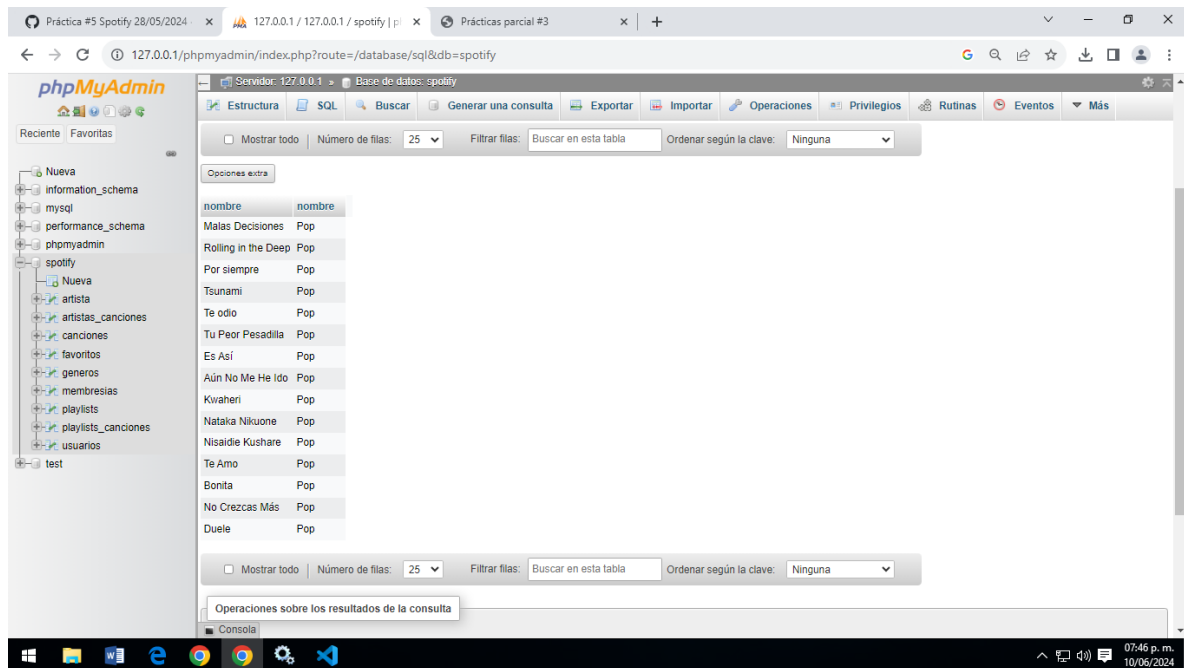 Práctica #5 Spotify 28/05/2024
127.0.0.1 / 127.0.0.1 / spotify | p
Prácticas parcial #3
127.0.0.1/phpmyadmin/index.php?route=/database/sql&db=spotify
phpMyAdmin
Reciente Favoritas
Nueva
information_schema
mysql
performance_schema
phpmyadmin
spotify
Nueva
artista
artistas_canciones
canciones
favoritos
generos
membresias
playlists
playlists_canciones
usuarios
test
Servidor: 127.0.0.1 » Base de datos: spotify
Estructura SQL Buscar Generar una consulta Exportar Importar Operaciones Privilegios Rutinas Eventos Más
Mostrar todo | Número de filas: 25 Filtrar filas: Buscar en esta tabla Ordenar según la clave: Ninguna
Opciones extra
nombre nombre
Malas Decisiones Pop
Rolling in the Deep Pop
Por siempre Pop
Tsunami Pop
Te odio Pop
Tu Peor Pesadilla Pop
Es Así Pop
Aún No Me He Ido Pop
Kwaheri Pop
Nataka Nikuone Pop
Nisaidie Kushare Pop
Te Amo Pop
Bonita Pop
No Crezcas Más Pop
Duele Pop
Mostrar todo | Número de filas: 25 Filtrar filas: Buscar en esta tabla Ordenar según la clave: Ninguna
Operaciones sobre los resultados de la consulta
Consola
07:46 p. m.
10/06/2024